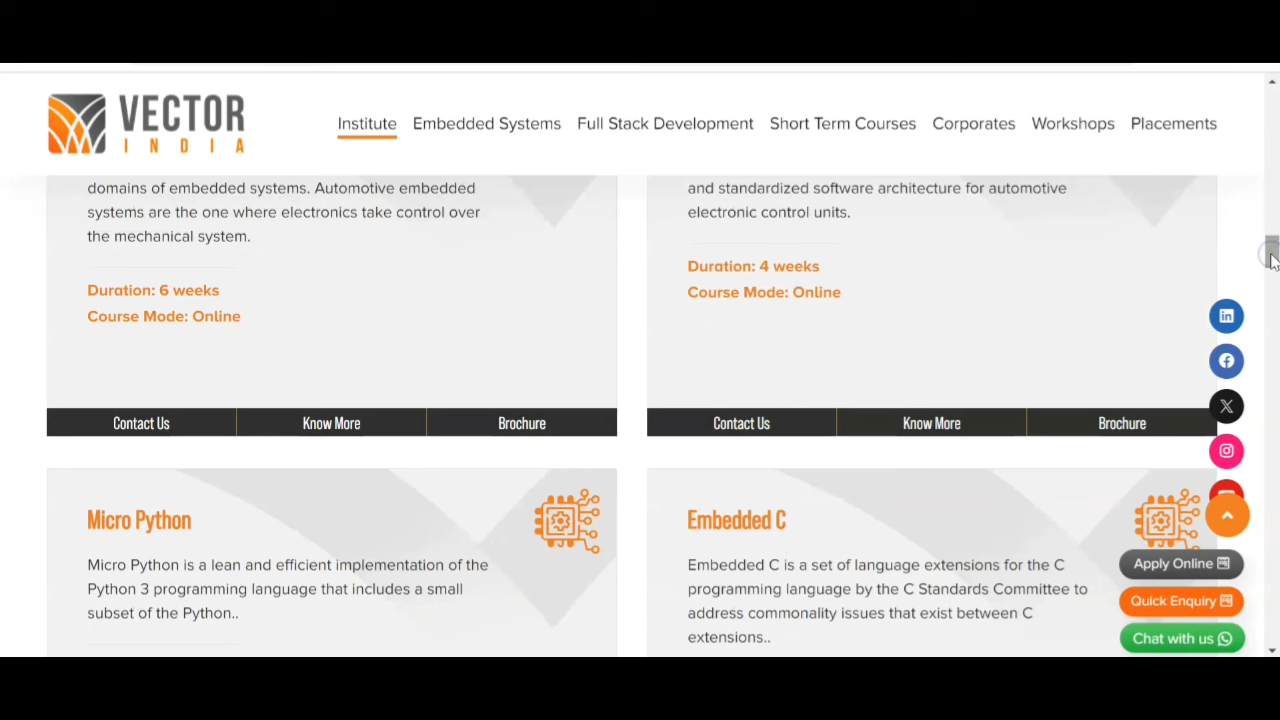 VECTOR
INDIA
Institute Embedded Systems Full Stack Development Short Term Courses Corporates Workshops Placements
domains of embedded systems. Automotive embedded
systems are the one where electronics take control over
the mechanical system.
Duration: 6 weeks
Course Mode: Online
Contact Us Know More Brochure
and standardized software architecture for automotive
electronic control units.
Duration: 4 weeks
Course Mode: Online
Contact Us Know More Brochure
Micro Python
Micro Python is a lean and efficient implementation of the
Python 3 programming language that includes a small
subset of the Python..
Embedded C
Embedded C is a set of language extensions for the C
programming language by the C Standards Committee to
address commonality issues that exist between C
extensions..
in
f
X
Apply Online
Quick Enquiry
Chat with us